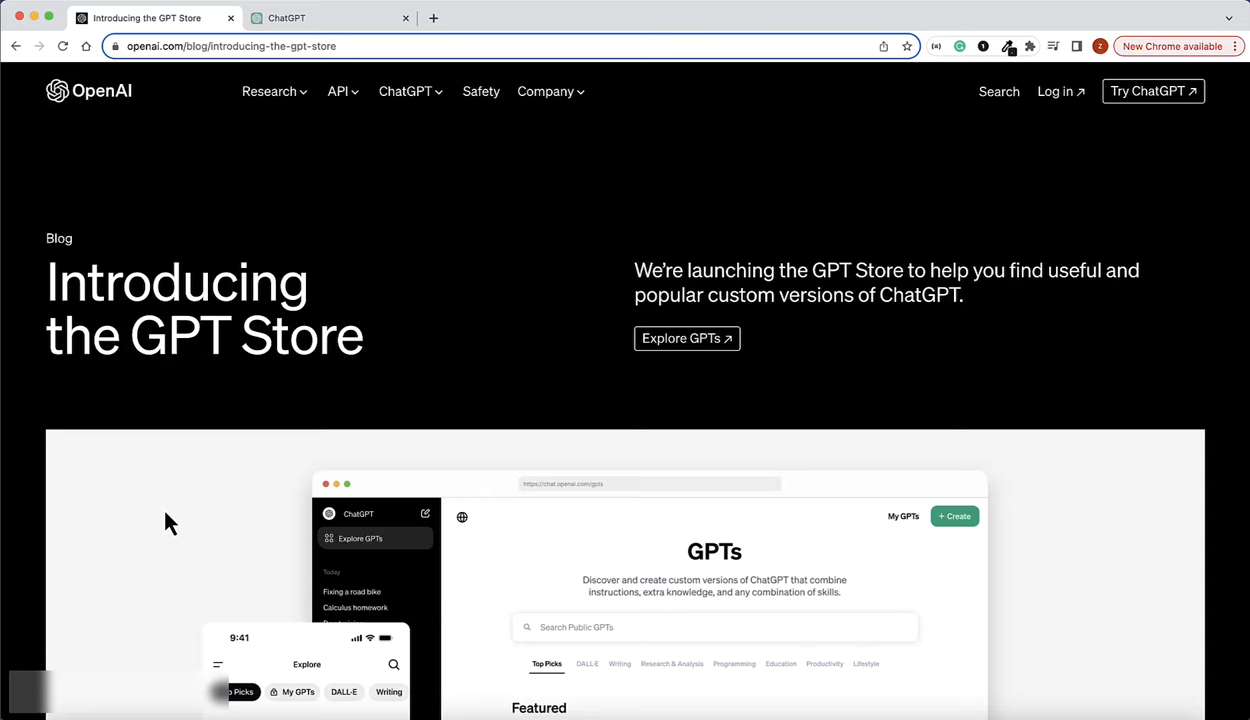 Introducing the GPT Store
ChatGPT
openai.com/blog/introducing-the-gpt-store
New Chrome available
OpenAI
Research
API
ChatGPT
Safety
Company
Search
Log in
Try ChatGPT
Blog
Introducing
the GPT Store
We're launching the GPT Store to help you find useful and
popular custom versions of ChatGPT.
Explore GPTs
https://chat.openai.com/gpts
ChatGPT
Explore GPTs
Today
Fixing a road bike
Calculus homework
My GPTs
+ Create
GPTs
Discover and create custom versions of ChatGPT that combine
instructions, extra knowledge, and any combination of skills.
Search Public GPTs
Top Picks
DALL·E
Writing
Research & Analysis
Programming
Education
Productivity
Lifestyle
Featured
9:41
Explore
Picks
My GPTs
DALL·E
Writing